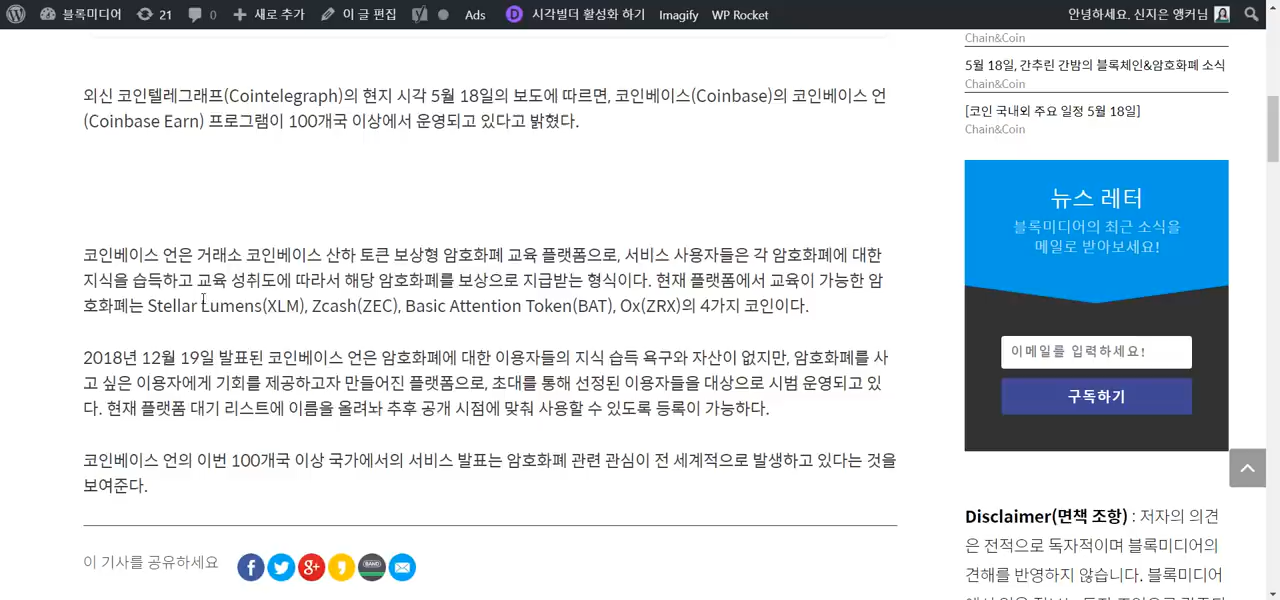 블록미디어 21 0 새로 추가 이 글 편집 Ads 시각빌더 활성화 하기 Imagify WP Rocket 안녕하세요. 신지은 앵커님
외신 코인텔레그래프(Cointelegraph)의 현지 시각 5월 18일의 보도에 따르면, 코인베이스(Coinbase)의 코인베이스 언
(Coinbase Earn) 프로그램이 100개국 이상에서 운영되고 있다고 밝혔다.
코인베이스 언은 거래소 코인베이스 산하 토큰 보상형 암호화폐 교육 플랫폼으로, 서비스 사용자들은 각 암호화폐에 대한
지식을 습득하고 교육 성취도에 따라서 해당 암호화폐를 보상으로 지급받는 형식이다. 현재 플랫폼에서 교육이 가능한 암
호화폐는 Stellar Lumens(XLM), Zcash(ZEC), Basic Attention Token(BAT), Ox(ZRX)의 4가지 코인이다.
2018년 12월 19일 발표된 코인베이스 언은 암호화폐에 대한 이용자들의 지식 습득 욕구와 자산이 없지만, 암호화폐를 사
고 싶은 이용자에게 기회를 제공하고자 만들어진 플랫폼으로, 초대를 통해 선정된 이용자들을 대상으로 시범 운영되고 있
다. 현재 플랫폼 대기 리스트에 이름을 올려놔 추후 공개 시점에 맞춰 사용할 수 있도록 등록이 가능하다.
코인베이스 언의 이번 100개국 이상 국가에서의 서비스 발표는 암호화폐 관련 관심이 전 세계적으로 발생하고 있다는 것을
보여준다.
이 기사를 공유하세요
BAND
Chain&Coin
5월 18일, 간추린 간밤의 블록체인&암호화폐 소식
Chain&Coin
[코인 국내외 주요 일정 5월 18일]
Chain&Coin
뉴스 레터
블록미디어의 최근 소식을
메일로 받아보세요!
이메일를 입력하세요!
구독하기
Disclaimer(면책 조항) : 저자의 의견
은 전적으로 독자적이며 블록미디어의
견해를 반영하지 않습니다. 블록미디어